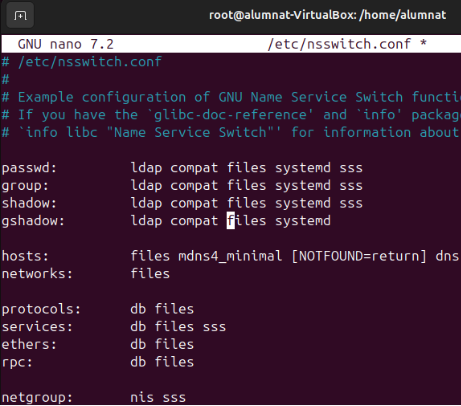 root@alumnat-VirtualBox: /home/alumnat
GNU nano 7.2 /etc/nsswitch.conf *
# /etc/nsswitch.conf
#
# Example configuration of GNU Name Service Switch functi
# If you have the `glibc-doc-reference' and `info' packag
# `info libc "Name Service Switch"' for information about
passwd: ldap compat files systemd sss
group: ldap compat files systemd sss
shadow: ldap compat files systemd sss
gshadow: ldap compat files systemd
hosts: files mdns4_minimal [NOTFOUND=return] dns
networks: files
protocols: db files
services: db files sss
ethers: db files
rpc: db files
netgroup: nis sss